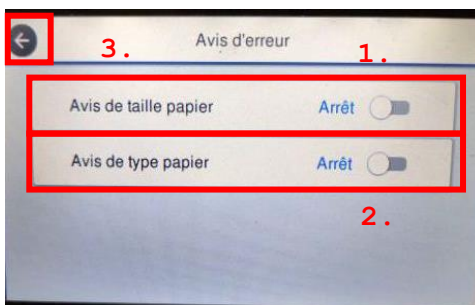 3.
Avis d'erreur
1.
Avis de taille papier Arrêt
Avis de type papier Arrêt
2.